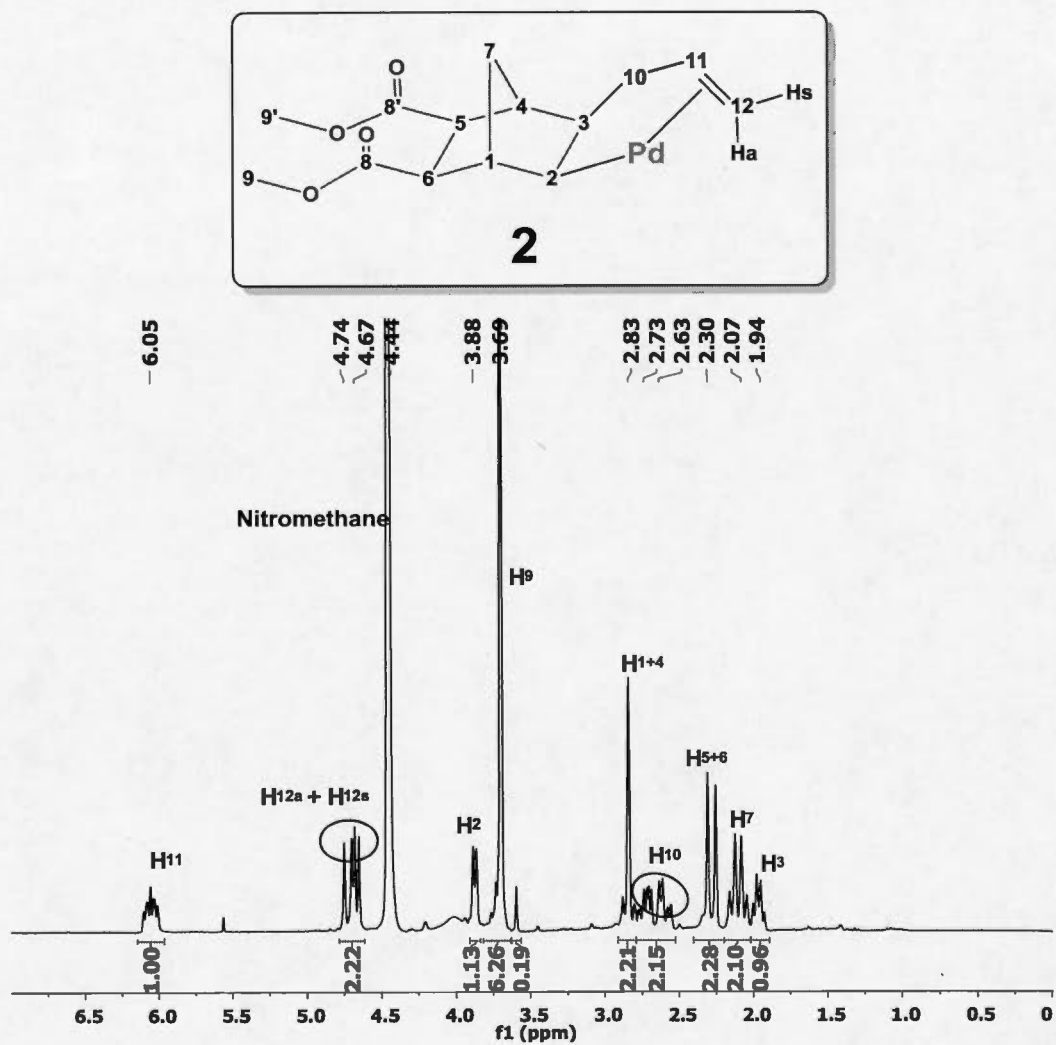 7
11
O
10
12
Hs
8'
4
9'
O
5
3
O
Pd
Ha
8
1
9
O
6
2
2
6.05
4.74
4.67
4.44
3.88
3.69
2.83
2.73
2.63
2.30
2.07
1.94
Nitromethane
H9
H1+4
H5+6
H12a + H12s
H2
H7
H11
H10
H3
1.00
2.22
1.13
6.26
0.19
2.21
2.15
2.28
2.10
0.96
6.5 6.0 5.5 5.0 4.5 4.0 3.5 3.0 2.5 2.0 1.5 1.0 0.5 0
f1 (ppm)